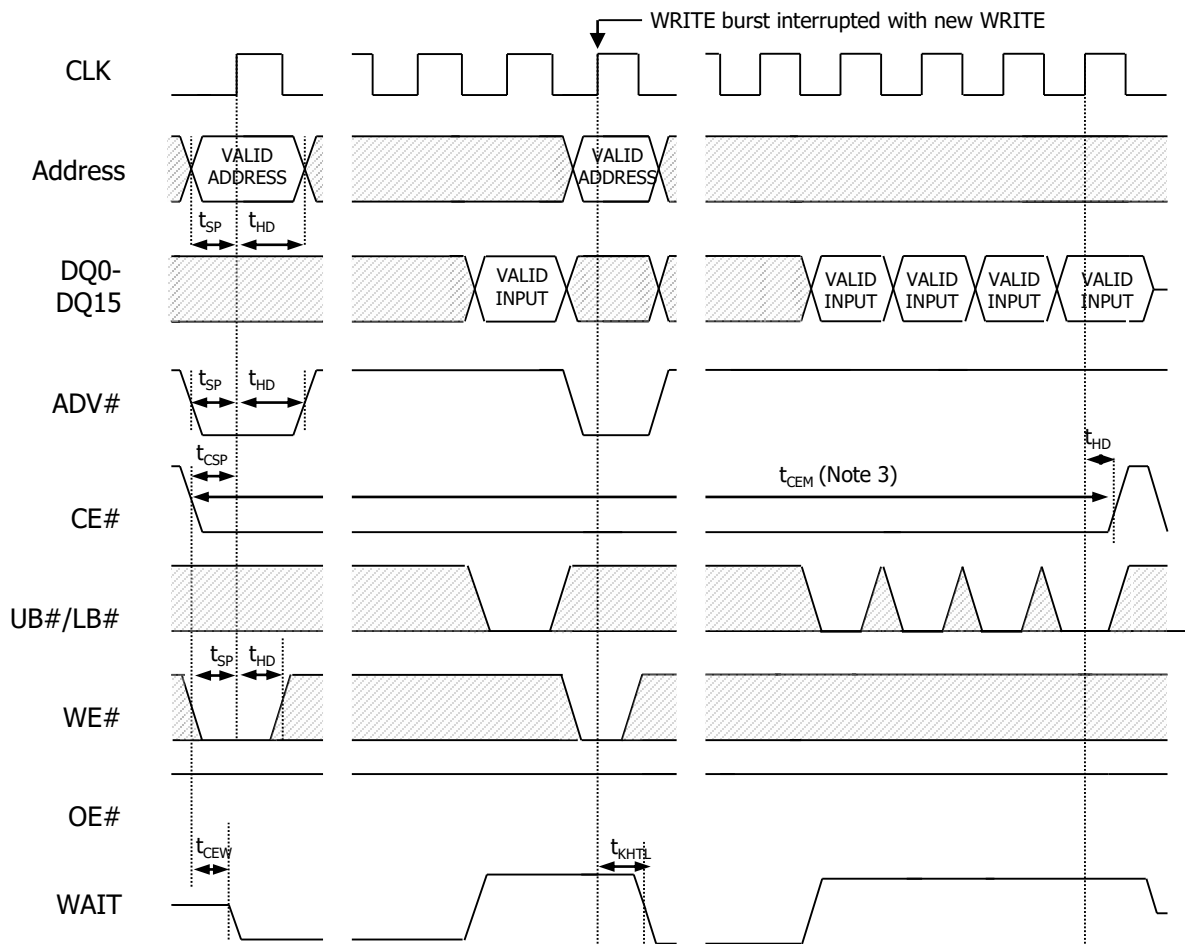 WRITE burst interrupted with new WRITE
CLK
Address
VALID
ADDRESS
VALID
ADDRESS
tSP
tHD
DQ0-
DQ15
VALID
INPUT
VALID
INPUT
VALID
INPUT
VALID
INPUT
VALID
INPUT
ADV#
tSP
tHD
tHD
tCSP
tCEM (Note 3)
CE#
UB#/LB#
tSP
tHD
WE#
OE#
tCEW
tKHTL
WAIT